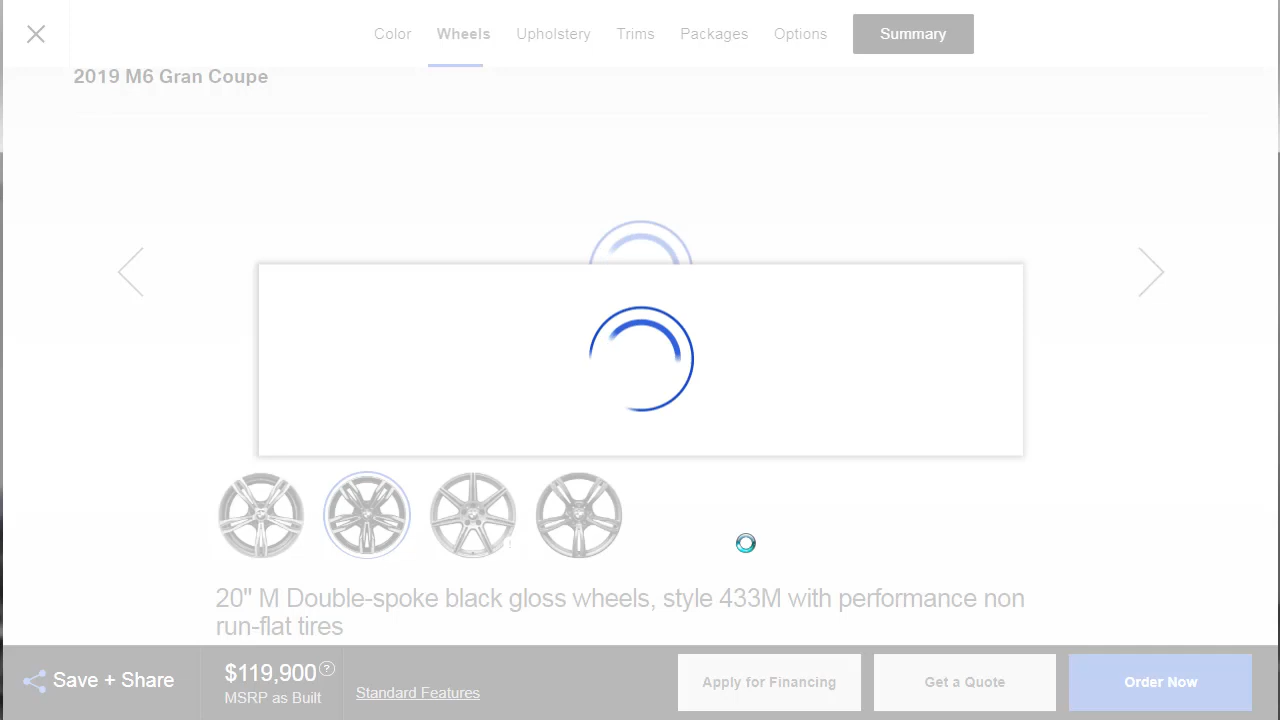 Color
Wheels
Upholstery
Trims
Packages
Options
Summary
2019 M6 Gran Coupe
20" M Double-spoke black gloss wheels, style 433M with performance non
run-flat tires
Save + Share
$119,900 ?
MSRP as Built
Standard Features
Apply for Financing
Get a Quote
Order Now